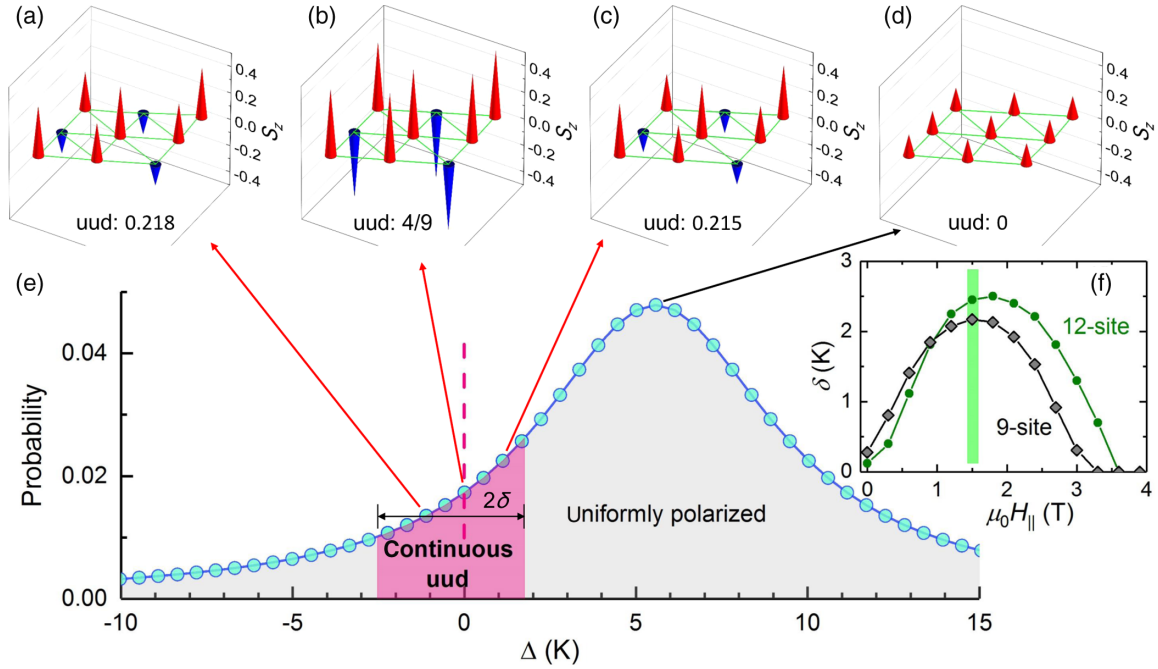 (a) (b) (c) (d)
0.4
0.2
0.0
-0.2
-0.4
S_z
uud: 0.218
0.4
0.2
0.0
-0.2
-0.4
S_z
uud: 4/9
0.4
0.2
0.0
-0.2
-0.4
S_z
uud: 0.215
0.4
0.2
0.0
-0.2
-0.4
S_z
uud: 0
(e)
Probability
0.04
0.02
0.00
2δ
Continuous
uud
Uniformly polarized
-10 -5 0 5 10 15
Δ (K)
(f)
3
2
1
0
δ (K)
12-site
9-site
0 1 2 3 4
μ₀H|| (T)